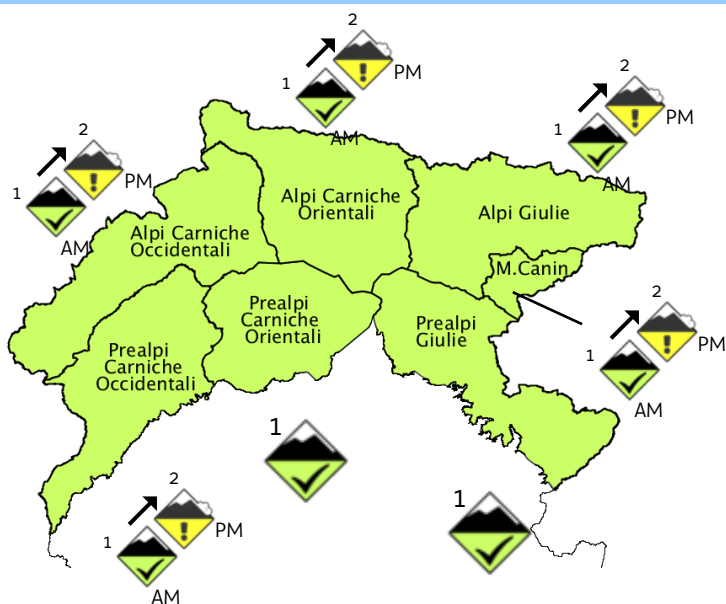 2
1
PM
AM
2
1
PM
AM
2
1
PM
AM
Alpi Carniche
Orientali
Alpi Giulie
Alpi Carniche
Occidentali
M.Canin
Prealpi
Carniche
Orientali
Prealpi
Giulie
Prealpi
Carniche
Occidentali
2
1
PM
AM
1
2
1
PM
AM
1